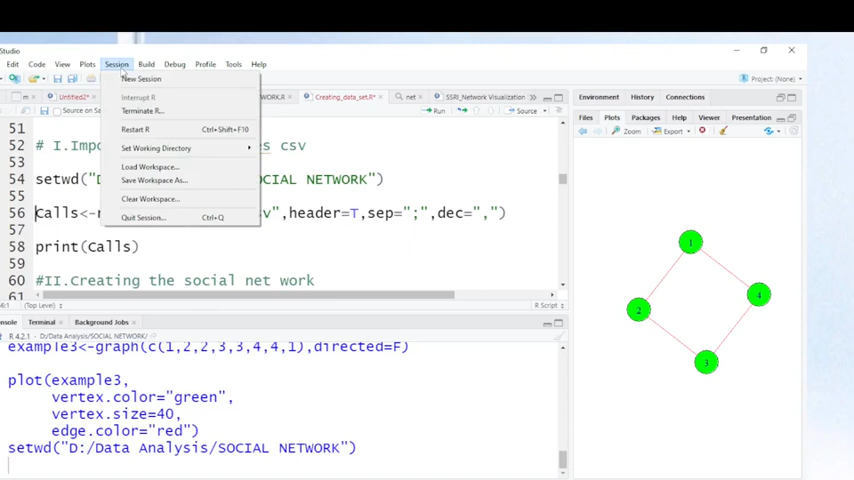 Studio
Edit Code View Plots Session Build Debug Profile Tools Help
Project: (None)
New Session
Interrupt R
Terminate R...
Restart R Ctrl+Shift+F10
Set Working Directory
Load Workspace...
Save Workspace As...
Clear Workspace...
Quit Session... Ctrl+Q
Untitled2* WORK.R Creating_data_set.R* net SSRI_Network Visualization
Source on Sa Run Source
51
52 # I.Impo es csv
53
54 setwd("D OCIAL NETWORK")
55
56 Calls<-r v",header=T,sep=";",dec=",")
57
58 print(Calls)
59
60 #II.Creating the social net work
61
56:1 (Top Level) R Script
Console Terminal Background Jobs
R 4.2.1 · D:/Data Analysis/SOCIAL NETWORK/
example3<-graph(c(1,2,2,3,3,4,4,1),directed=F)
plot(example3,
vertex.color="green",
vertex.size=40,
edge.color="red")
setwd("D:/Data Analysis/SOCIAL NETWORK")
Environment History Connections
Files Plots Packages Help Viewer Presentation
Zoom Export
1
4
2
3